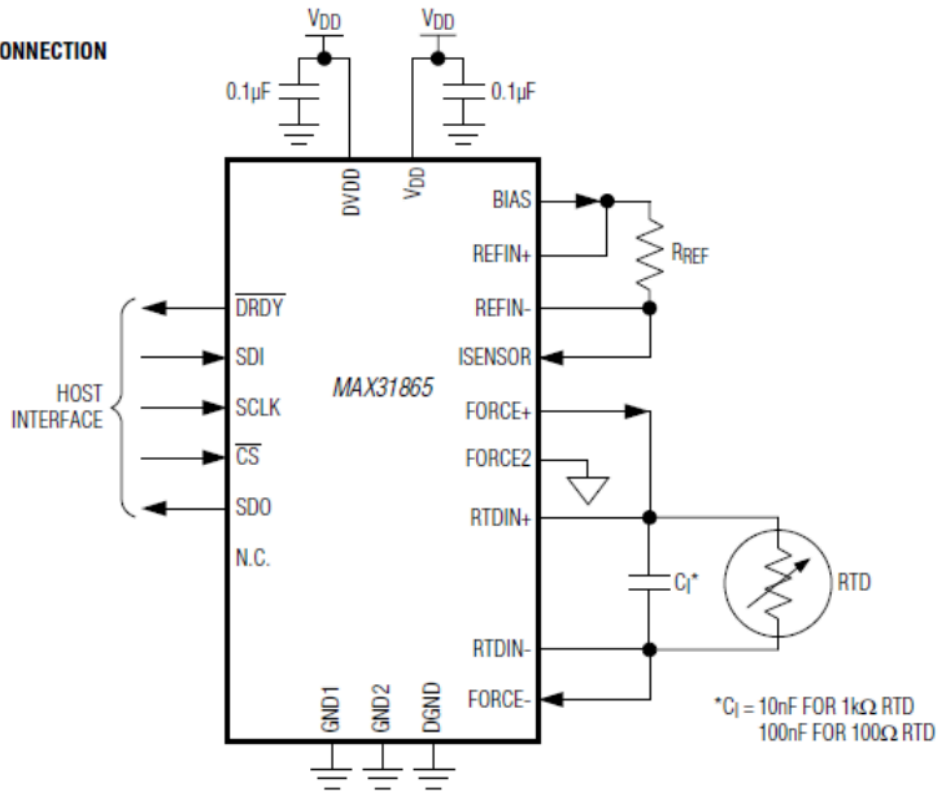 ONNECTION
VDD
VDD
0.1µF
0.1µF
DVDD
VDD
BIAS
REFIN+
RREF
REFIN-
ISENSOR
DRDY
SDI
SCLK
CS
SDO
N.C.
HOST
INTERFACE
MAX31865
FORCE+
FORCE2
RTDIN+
CI*
RTD
RTDIN-
FORCE-
GND1
GND2
DGND
*CI = 10nF FOR 1kΩ RTD
100nF FOR 100Ω RTD